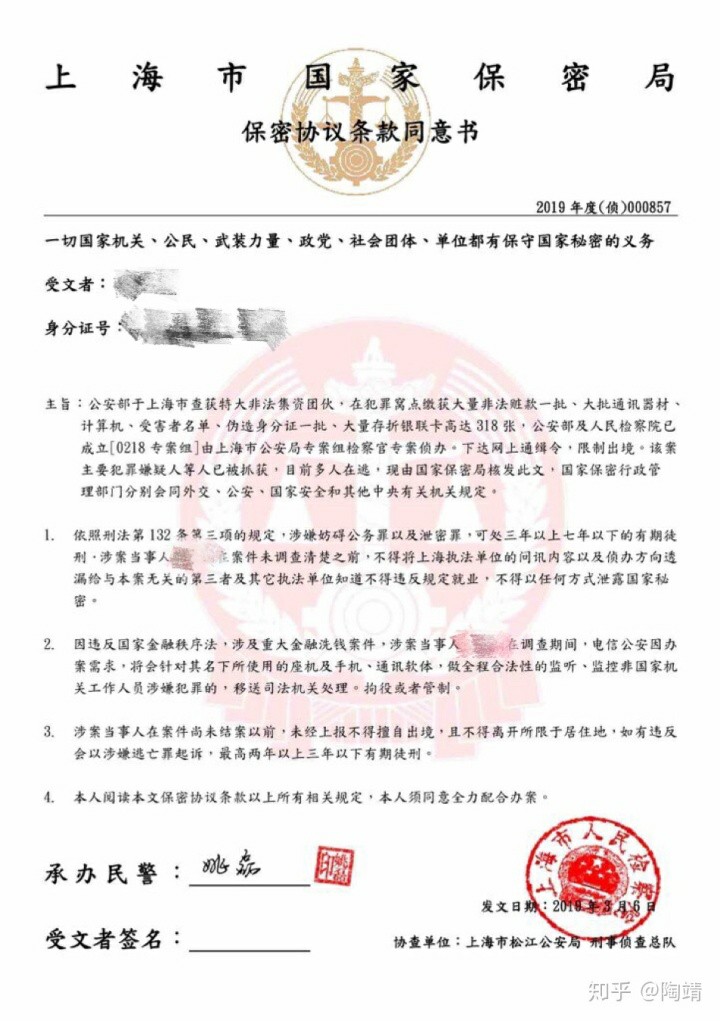 上海市国家保密局
保密协议条款同意书
2019年度(侦)000857
一切国家机关、公民、武装力量、政党、社会团体、单位都有保守国家秘密的义务
受文者：
身分证号：
主旨：公安部于上海市查获特大非法集资团伙，在犯罪窝点缴获大量非法赃款一批、大批通讯器材、
计算机、受害者名单、伪造身分证一批、大量存折银联卡高达318张，公安部及人民检察院已
成立[0218专案组]由上海市公安局专案组检察官专案侦办。下达网上通缉令，限制出境。该案
主要犯罪嫌疑人等人已被抓获，目前多人在逃，现由国家保密局核发此文，国家保密行政管
理部门分别会同外交、公安、国家安全和其他中央有关机关规定。
1. 依照刑法第132条第三项的规定，涉嫌妨碍公务罪以及泄密罪，可处三年以上七年以下的有期徒
刑，涉案当事人 在案件未调查清楚之前，不得将上海执法单位的问讯内容以及侦办方向透
漏给与本案无关的第三者及其它执法单位知道不得违反规定就业，不得以任何方式泄露国家秘
密。
2. 因违反国家金融秩序法，涉及重大金融洗钱案件，涉案当事人 在调查期间，电信公安因办
案需求，将会针对其名下所使用的座机及手机、通讯软体，做全程合法性的监听、监控非国家机
关工作人员涉嫌犯罪的，移送司法机关处理。拘役或者管制。
3. 涉案当事人在案件尚未结案以前，未经上报不得擅自出境，且不得离开所限于居住地，如有违反
会以涉嫌逃亡罪起诉，最高两年以上三年以下有期徒刑。
4. 本人阅读本文保密协议条款以上所有相关规定，本人须同意全力配合办案。
承办民警：姚磊
上海市人民检察
发文日期：2019年3月6日
受文者签名：
协查单位：上海市松江公安局 刑事侦查总队
知乎 @陶靖